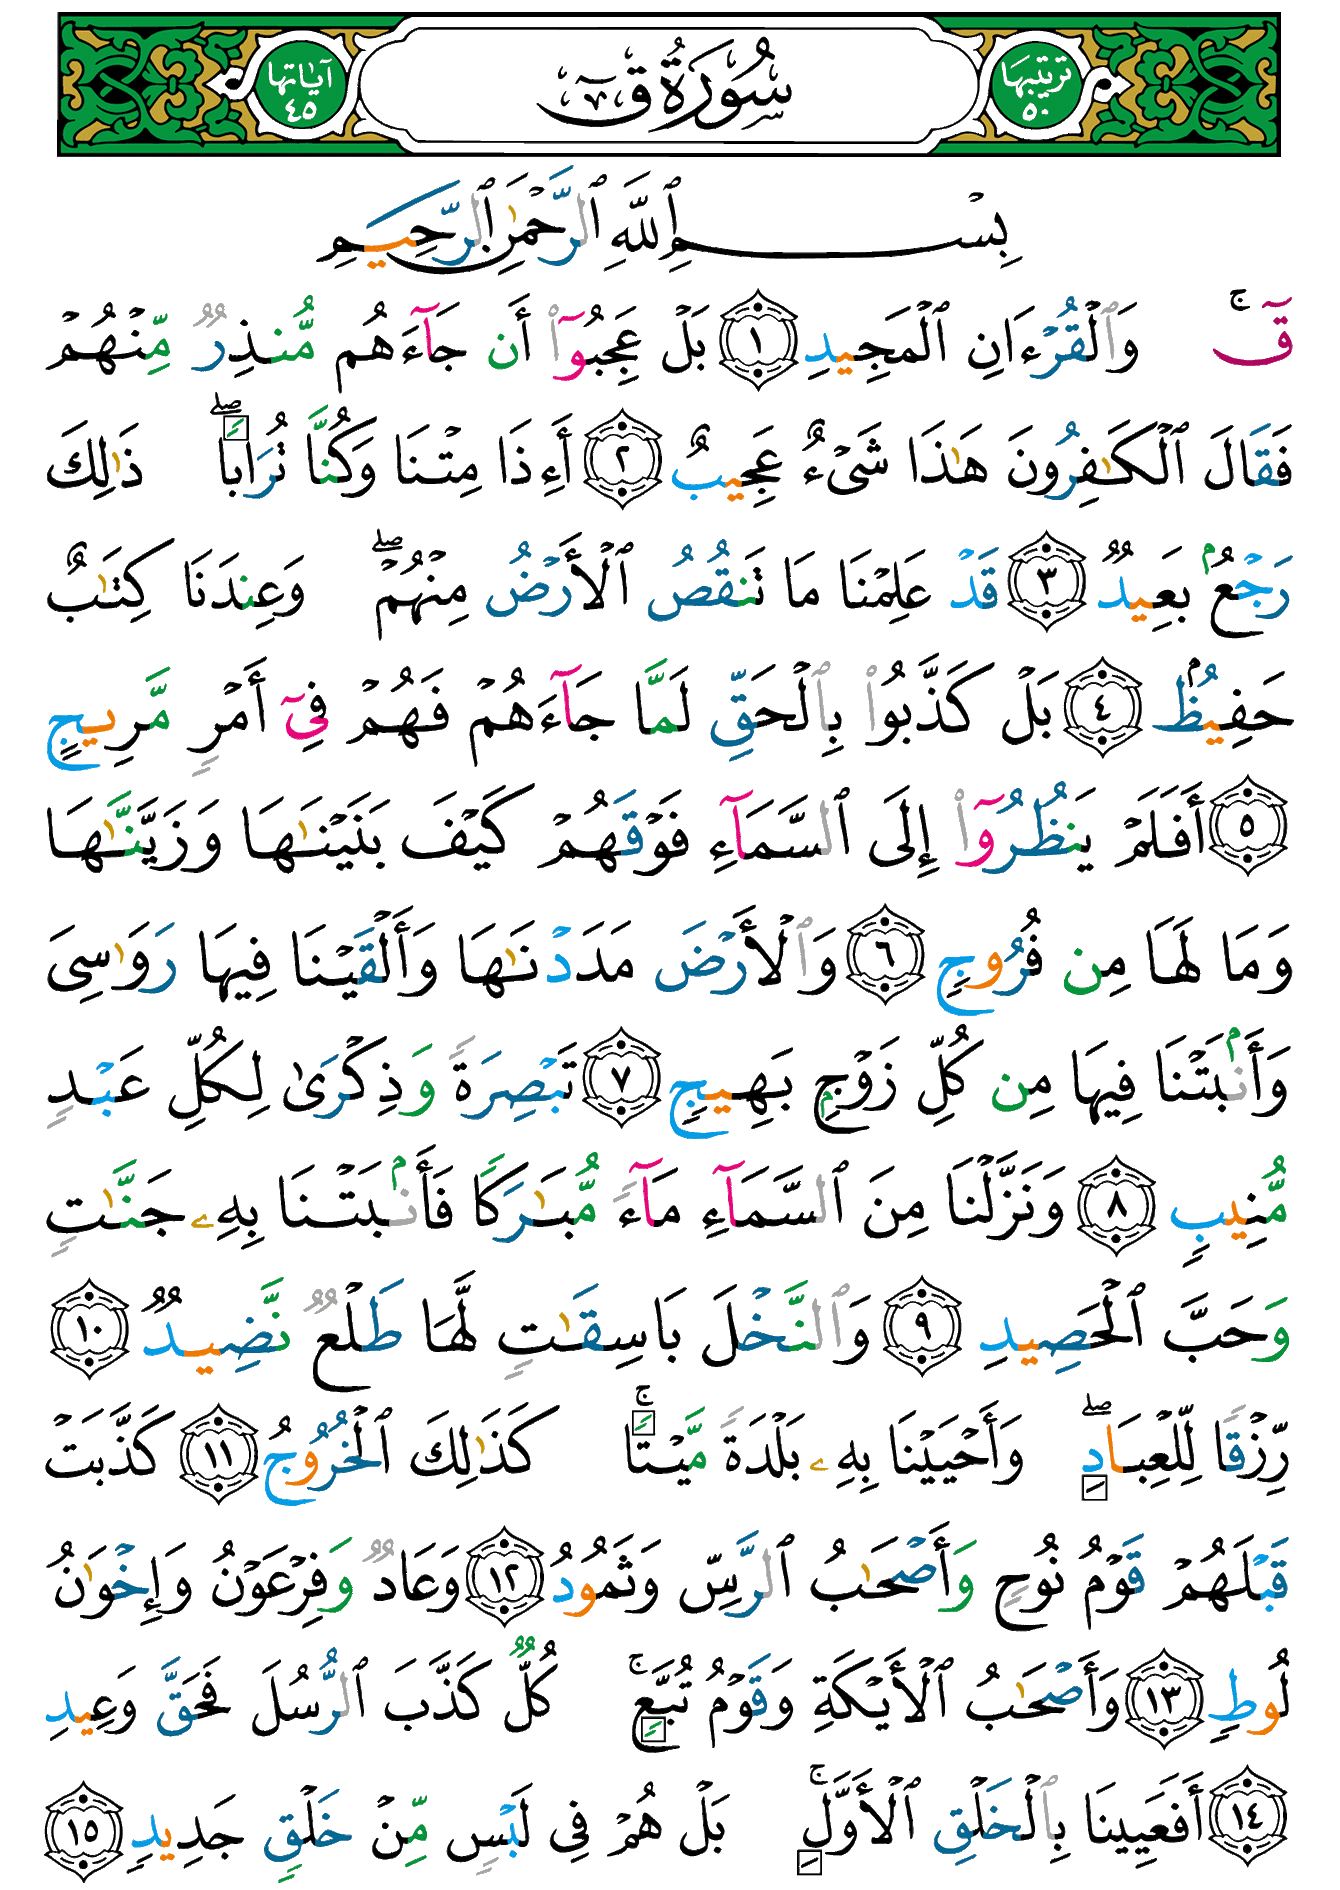 ترتيبها ٥٠ سُورَةُ قٓ آياتها ٤٥
بِسْمِ ٱللَّهِ ٱلرَّحْمَٰنِ ٱلرَّحِيمِ
قٓۚ وَٱلْقُرْءَانِ ٱلْمَجِيدِ ١ بَلْ عَجِبُوٓا۟ أَن جَآءَهُم مُّنذِرٌ مِّنْهُمْ
فَقَالَ ٱلْكَٰفِرُونَ هَٰذَا شَىْءٌ عَجِيبٌ ٢ أَءِذَا مِتْنَا وَكُنَّا تُرَابًاۖ ذَٰلِكَ
رَجْعٌۢ بَعِيدٌ ٣ قَدْ عَلِمْنَا مَا تَنقُصُ ٱلْأَرْضُ مِنْهُمْۖ وَعِندَنَا كِتَٰبٌ
حَفِيظٌۢ ٤ بَلْ كَذَّبُوا۟ بِٱلْحَقِّ لَمَّا جَآءَهُمْ فَهُمْ فِىٓ أَمْرٍ مَّرِيجٍ
٥ أَفَلَمْ يَنظُرُوٓا۟ إِلَى ٱلسَّمَآءِ فَوْقَهُمْ كَيْفَ بَنَيْنَٰهَا وَزَيَّنَّٰهَا
وَمَا لَهَا مِن فُرُوجٍ ٦ وَٱلْأَرْضَ مَدَدْنَٰهَا وَأَلْقَيْنَا فِيهَا رَوَٰسِىَ
وَأَنۢبَتْنَا فِيهَا مِن كُلِّ زَوْجٍۭ بَهِيجٍ ٧ تَبْصِرَةً وَذِكْرَىٰ لِكُلِّ عَبْدٍ
مُّنِيبٍ ٨ وَنَزَّلْنَا مِنَ ٱلسَّمَآءِ مَآءً مُّبَٰرَكًا فَأَنۢبَتْنَا بِهِۦ جَنَّٰتٍ
وَحَبَّ ٱلْحَصِيدِ ٩ وَٱلنَّخْلَ بَاسِقَٰتٍ لَّهَا طَلْعٌ نَّضِيدٌ ١٠
رِّزْقًا لِّلْعِبَادِۖ وَأَحْيَيْنَا بِهِۦ بَلْدَةً مَّيْتًاۚ كَذَٰلِكَ ٱلْخُرُوجُ ١١ كَذَّبَتْ
قَبْلَهُمْ قَوْمُ نُوحٍ وَأَصْحَٰبُ ٱلرَّسِّ وَثَمُودُ ١٢ وَعَادٌ وَفِرْعَوْنُ وَإِخْوَٰنُ
لُوطٍ ١٣ وَأَصْحَٰبُ ٱلْأَيْكَةِ وَقَوْمُ تُبَّعٍۚ كُلٌّ كَذَّبَ ٱلرُّسُلَ فَحَقَّ وَعِيدِ
١٤ أَفَعَيِينَا بِٱلْخَلْقِ ٱلْأَوَّلِۚ بَلْ هُمْ فِى لَبْسٍ مِّنْ خَلْقٍ جَدِيدٍ ١٥